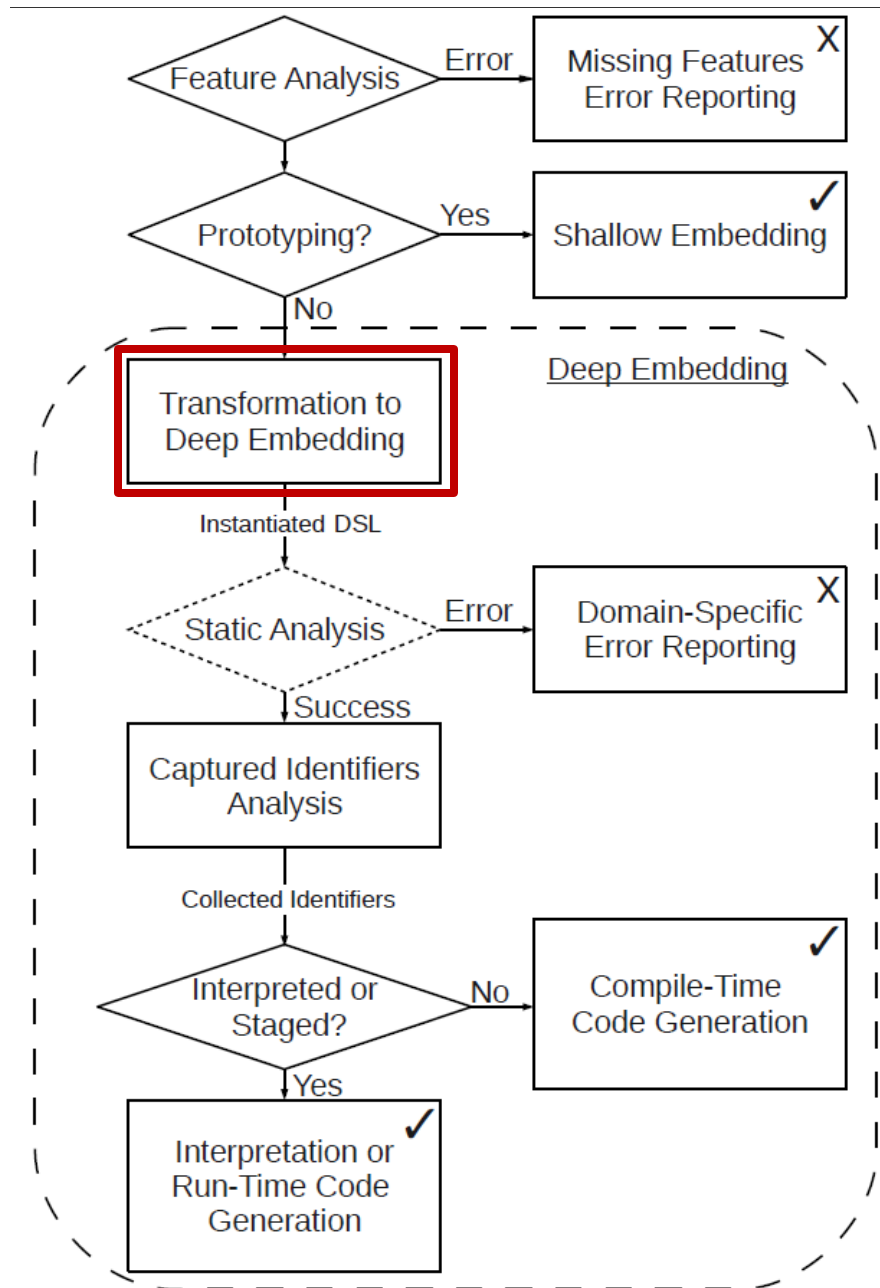 Feature Analysis
Error
Missing Features
Error Reporting
X
Prototyping?
Yes
Shallow Embedding
✓
No
Deep Embedding
Transformation to
Deep Embedding
Instantiated DSL
Static Analysis
Error
Domain-Specific
Error Reporting
X
Success
Captured Identifiers
Analysis
Collected Identifiers
Interpreted or
Staged?
No
Compile-Time
Code Generation
✓
Yes
Interpretation or
Run-Time Code
Generation
✓